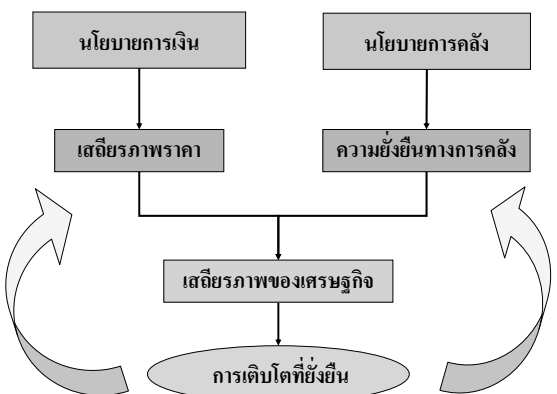 นโยบายการเงิน
นโยบายการคลัง
เสถียรภาพราคา
ความยั่งยืนทางการคลัง
เสถียรภาพของเศรษฐกิจ
การเติบโตที่ยั่งยืน